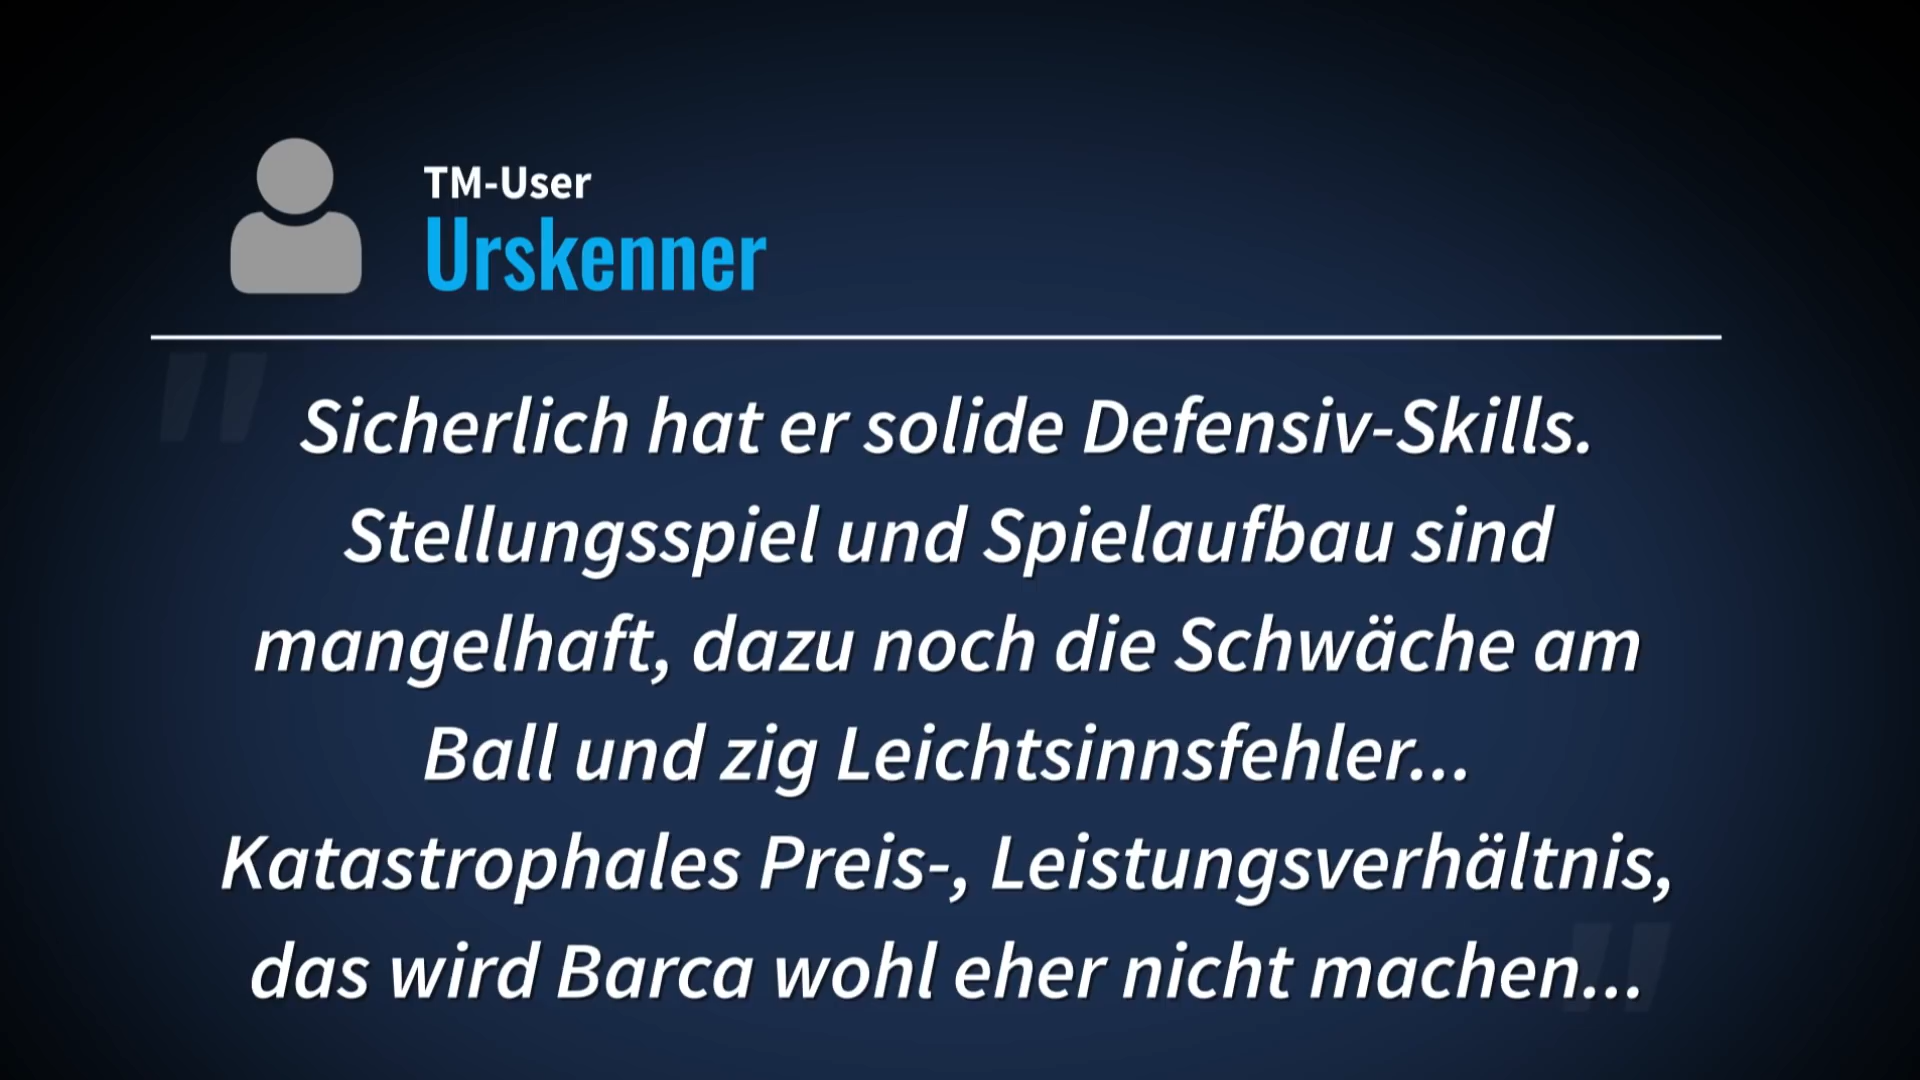 TM-User
Urskenner
"
Sicherlich hat er solide Defensiv-Skills.
Stellungsspiel und Spielaufbau sind
mangelhaft, dazu noch die Schwäche am
Ball und zig Leichtsinnsfehler...
Katastrophales Preis-, Leistungsverhältnis,
das wird Barca wohl eher nicht machen...
"